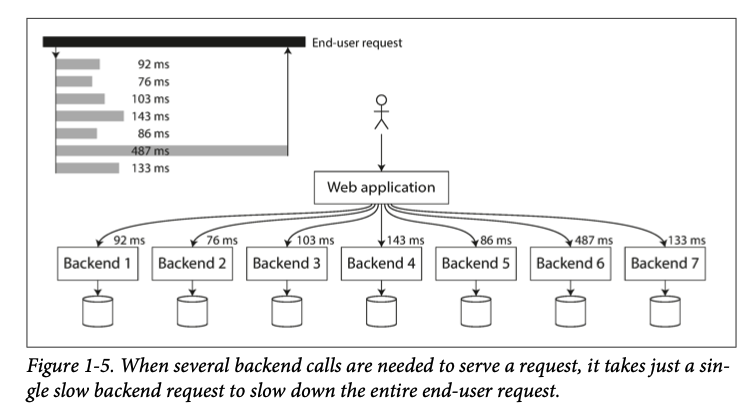 End-user request
92 ms
76 ms
103 ms
143 ms
86 ms
487 ms
133 ms
Web application
92 ms 76 ms 103 ms 143 ms 86 ms 487 ms 133 ms
Backend 1 Backend 2 Backend 3 Backend 4 Backend 5 Backend 6 Backend 7
Figure 1-5. When several backend calls are needed to serve a request, it takes just a sin-
gle slow backend request to slow down the entire end-user request.